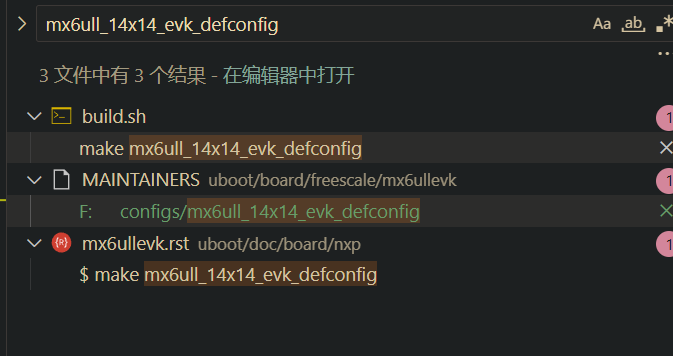 mx6ull_14x14_evk_defconfig Aa ab .*
3 文件中有 3 个结果 - 在编辑器中打开
build.sh 1
make mx6ull_14x14_evk_defconfig
MAINTAINERS uboot/board/freescale/mx6ullevk 1
F: configs/mx6ull_14x14_evk_defconfig
{R} mx6ullevk.rst uboot/doc/board/nxp 1
$ make mx6ull_14x14_evk_defconfig